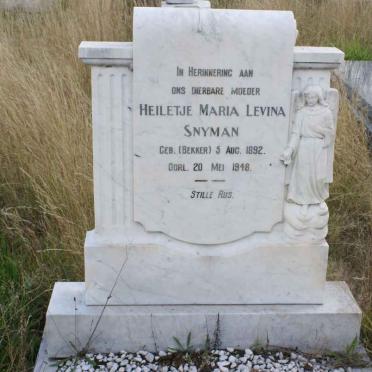 In Herinnering aan
ons dierbare moeder
Heiletje Maria Levina
Snyman
Geb. (Bekker) 5 Aug. 1892.
Oorl. 20 Mei 1948.
Stille Rus.